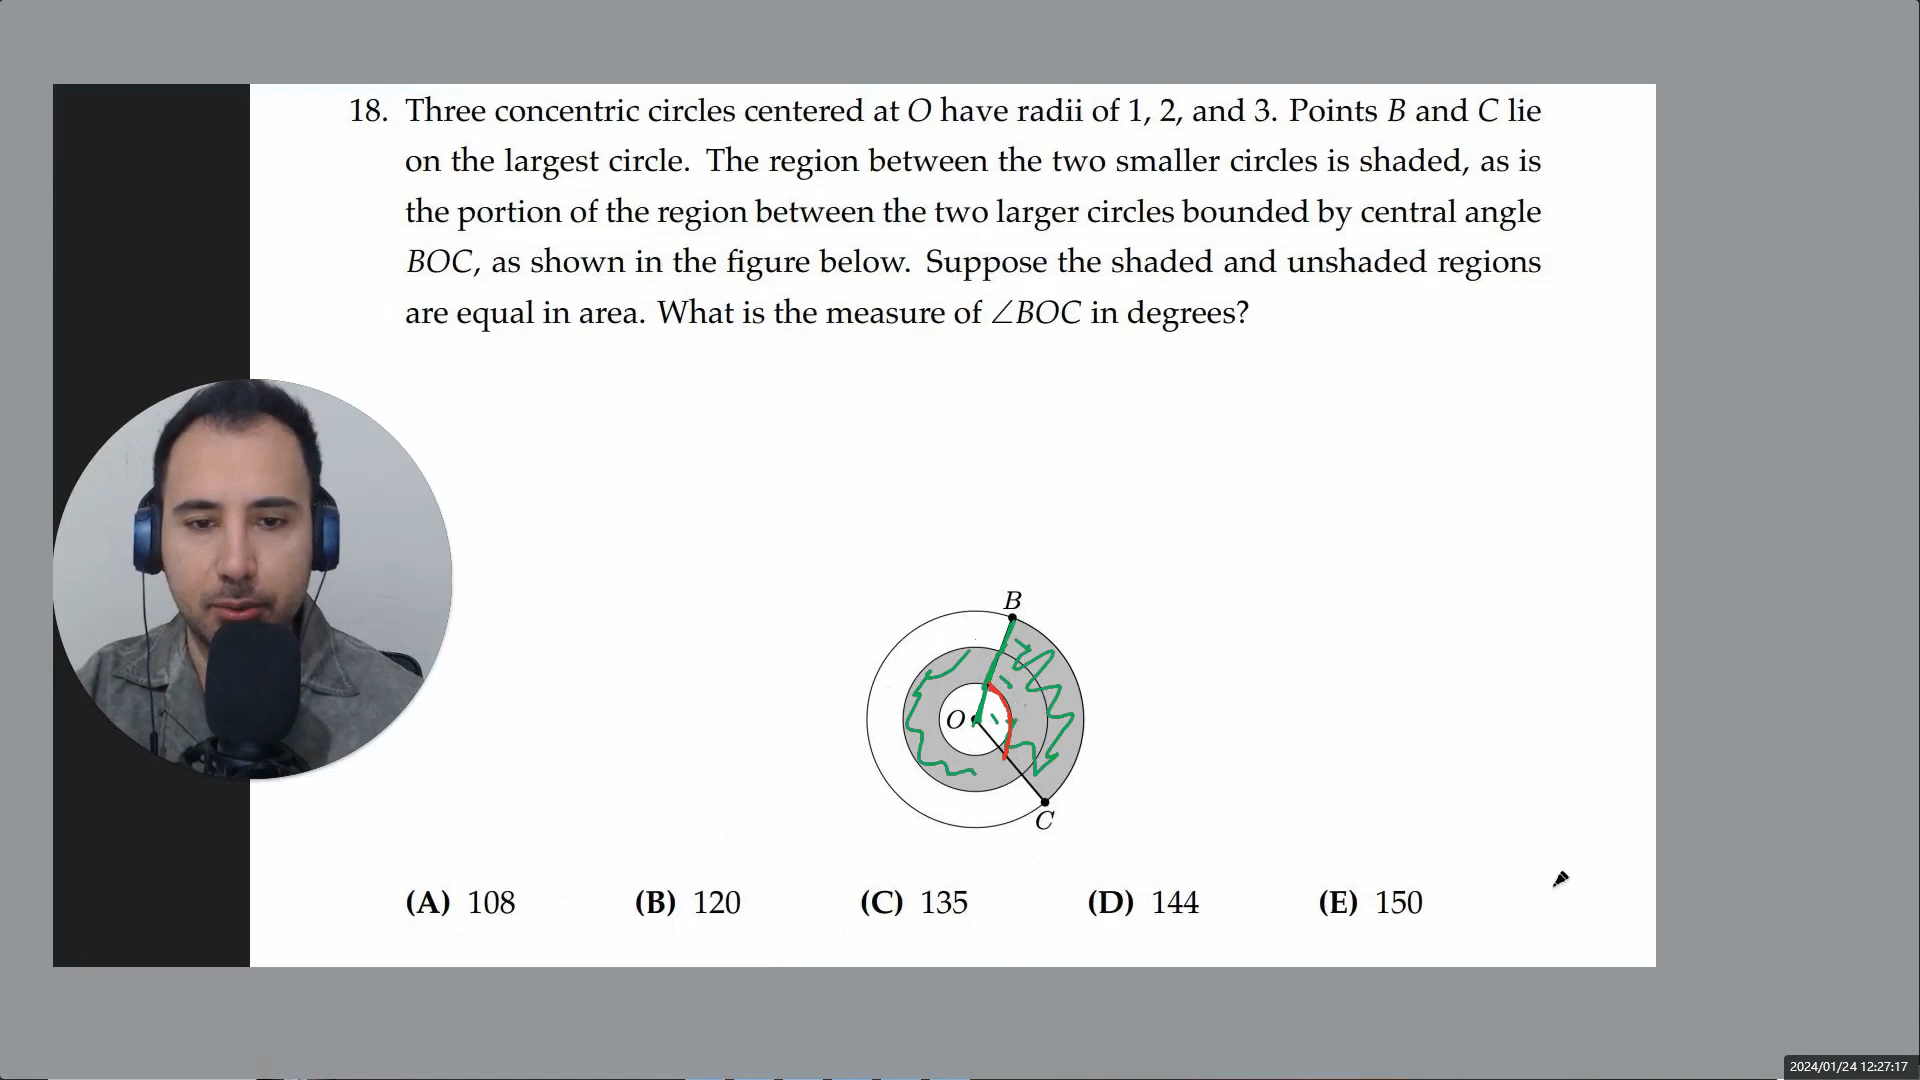 18. Three concentric circles centered at O have radii of 1, 2, and 3. Points B and C lie
on the largest circle. The region between the two smaller circles is shaded, as is
the portion of the region between the two larger circles bounded by central angle
BOC, as shown in the figure below. Suppose the shaded and unshaded regions
are equal in area. What is the measure of ∠BOC in degrees?
B
O
C
(A) 108 (B) 120 (C) 135 (D) 144 (E) 150
2024/01/24 12:27:17